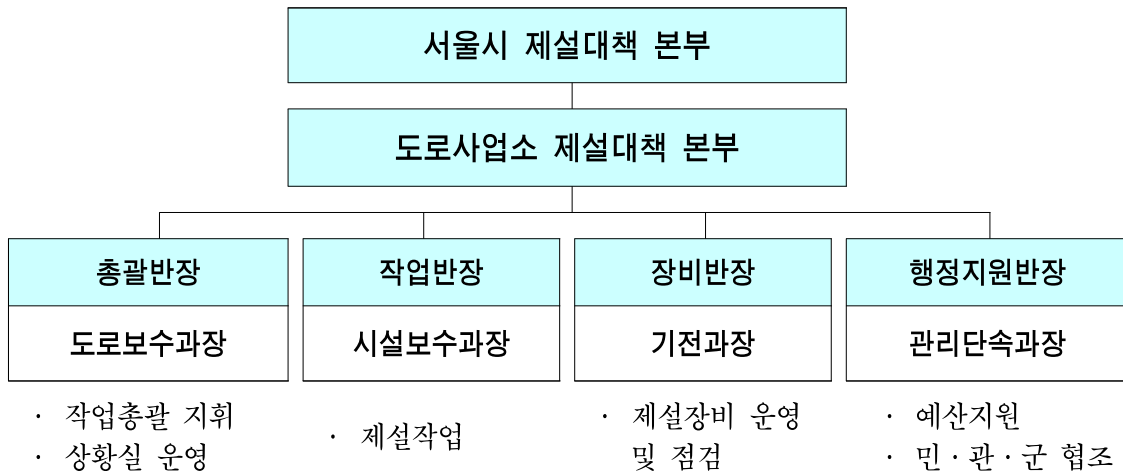 서울시 제설대책 본부
도로사업소 제설대책 본부
총괄반장
도로보수과장
· 작업총괄 지휘
· 상황실 운영
작업반장
시설보수과장
· 제설작업
장비반장
기전과장
· 제설장비 운영
및 점검
행정지원반장
관리단속과장
· 예산지원
· 민·관·군 협조